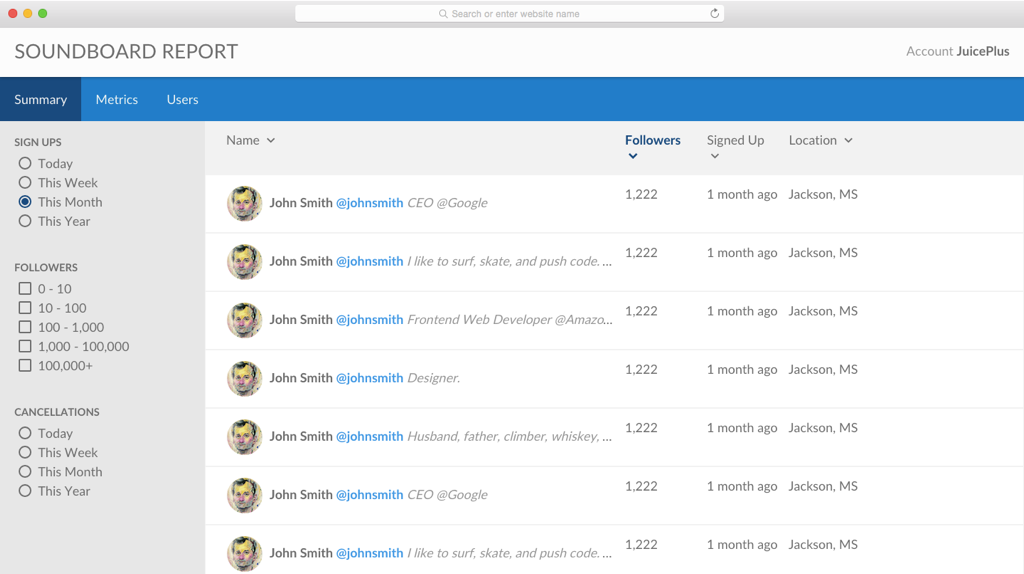 Search or enter website name
SOUNDBOARD REPORT
Account JuicePlus
Summary Metrics Users
SIGN UPS
Today
This Week
This Month
This Year
FOLLOWERS
0 - 10
10 - 100
100 - 1,000
1,000 - 100,000
100,000+
CANCELLATIONS
Today
This Week
This Month
This Year
Name Followers Signed Up Location
John Smith @johnsmith CEO @Google 1,222 1 month ago Jackson, MS
John Smith @johnsmith I like to surf, skate, and push code. ... 1,222 1 month ago Jackson, MS
John Smith @johnsmith Frontend Web Developer @Amazo... 1,222 1 month ago Jackson, MS
John Smith @johnsmith Designer. 1,222 1 month ago Jackson, MS
John Smith @johnsmith Husband, father, climber, whiskey, ... 1,222 1 month ago Jackson, MS
John Smith @johnsmith CEO @Google 1,222 1 month ago Jackson, MS
John Smith @johnsmith I like to surf, skate, and push code. ... 1,222 1 month ago Jackson, MS